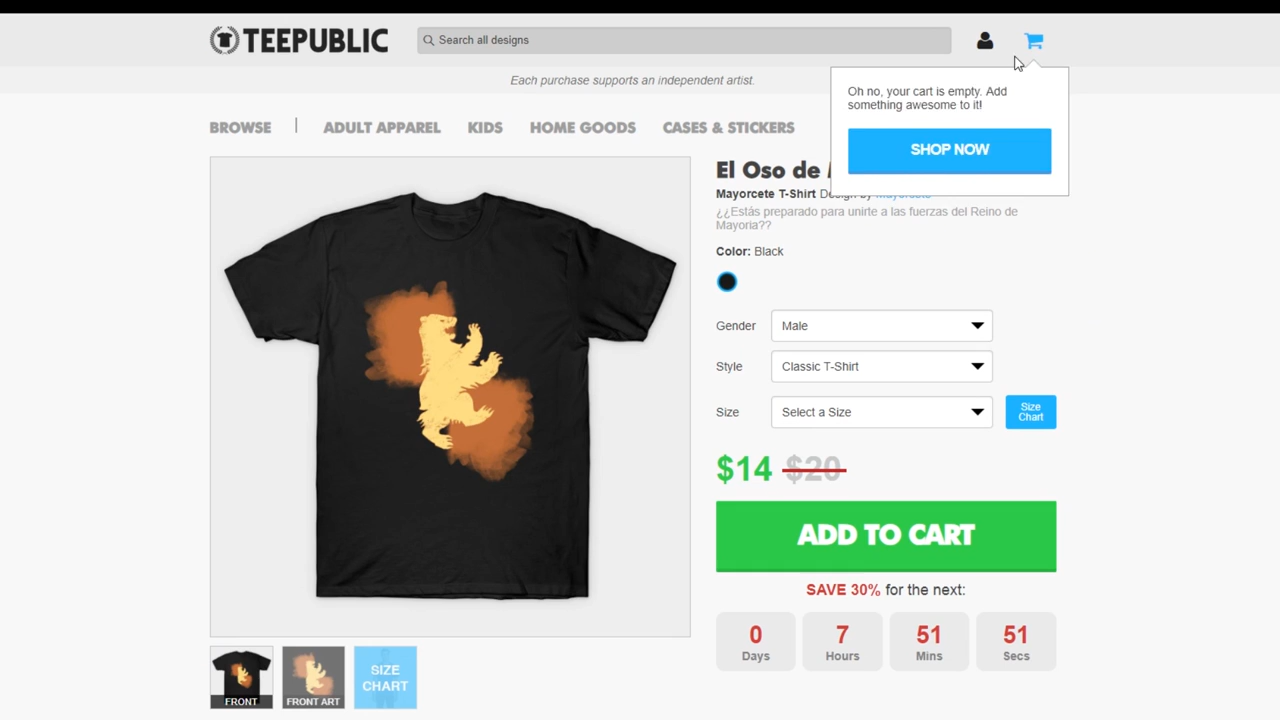 TEEPUBLIC
Search all designs
Each purchase supports an independent artist.
Oh no, your cart is empty. Add
something awesome to it!
SHOP NOW
BROWSE | ADULT APPAREL KIDS HOME GOODS CASES & STICKERS
El Oso de
Mayorcete T-Shirt Design by
¿¿Estás preparado para unirte a las fuerzas del Reino de
Mayoria??
Color: Black
Gender Male
Style Classic T-Shirt
Size Select a Size
Size
Chart
$14 $20
ADD TO CART
SAVE 30% for the next:
0 7 51 51
Days Hours Mins Secs
FRONT
FRONT ART
SIZE
CHART